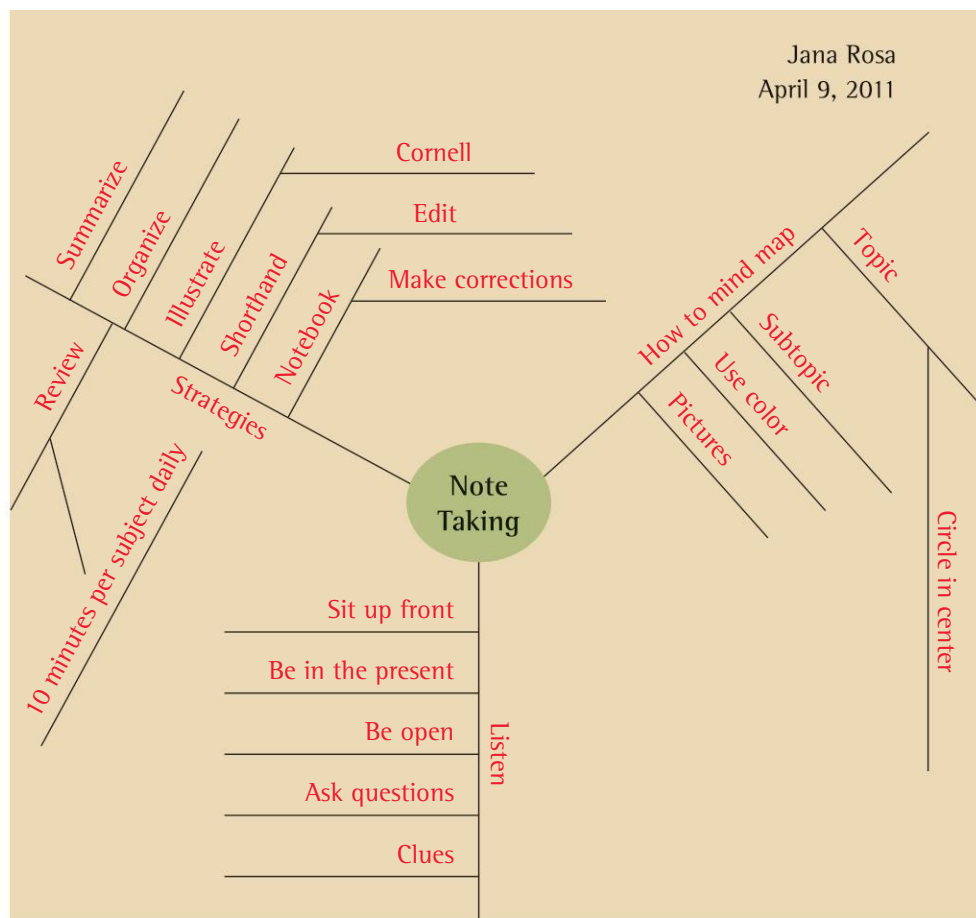 Jana Rosa
April 9, 2011
Summarize
Organize
Illustrate
Cornell
Shorthand
Edit
Notebook
Make corrections
Review
Strategies
10 minutes per subject daily
How to mind map
Topic
Subtopic
Use color
Pictures
Circle in center
Note
Taking
Sit up front
Be in the present
Be open
Listen
Ask questions
Clues